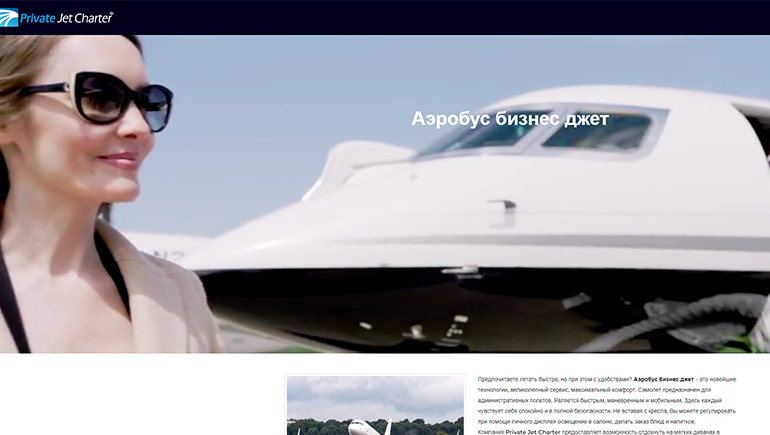 Private Jet Charter
Аэробус бизнес джет
Предпочитаете летать быстро, но при этом с удобствами? Аэробус бизнес джет – это новейшие
технологии, великолепный сервис, максимальный комфорт. Самолет предназначен для
административных полетов. Является быстрым, маневренным и мобильным. Здесь каждый
чувствует себя спокойно и в полной безопасности. Не вставая с кресла, Вы можете регулировать
при помощи личного дисплея освещение в салоне, делать заказ блюд и напитков.
Компания Private Jet Charter предоставляет возможность отдохнуть на мягких диванах в